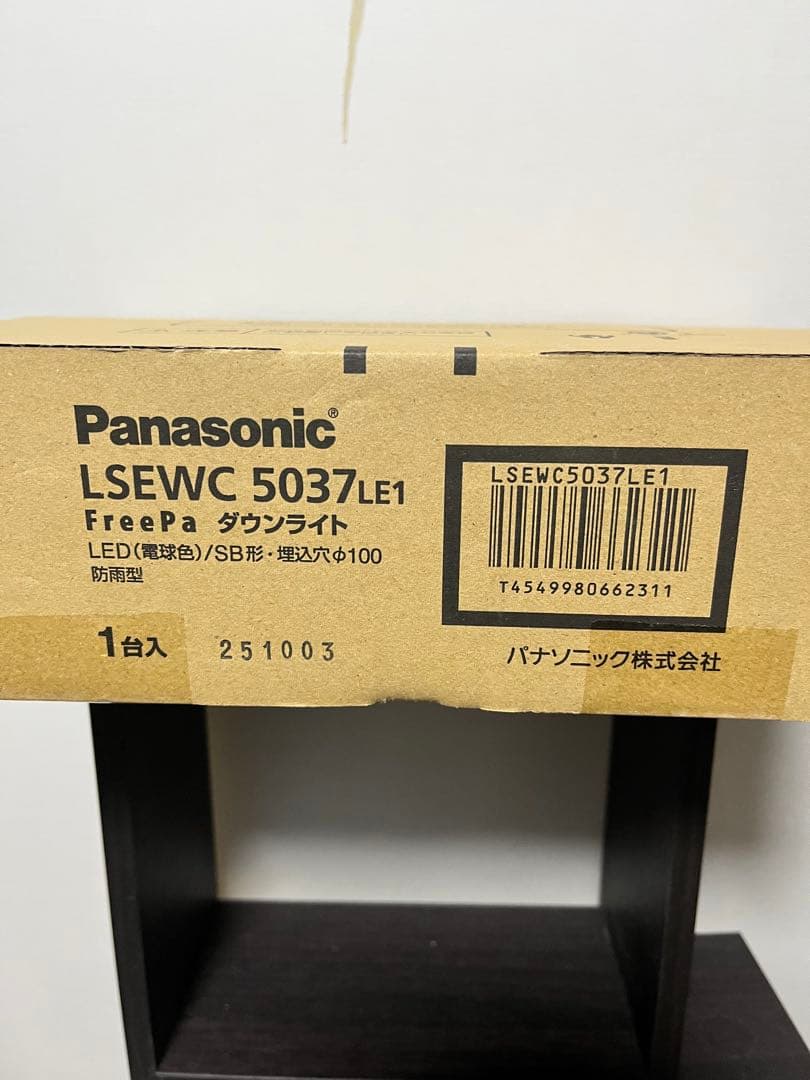 Panasonic®
LSEWC 5037LE1
FreePa ダウンライト
LED(電球色)/SB形・埋込穴φ100
防雨型
1台入 251003
LSEWC5037LE1
T4549980662311
パナソニック株式会社